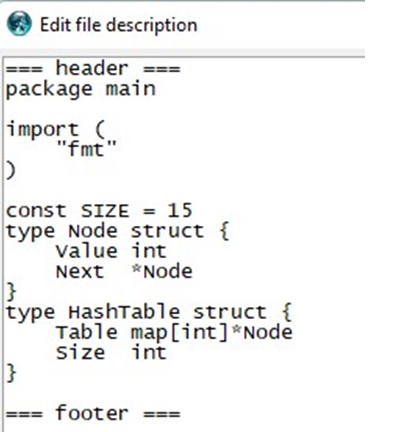 Edit file description
=== header ===
package main
import (
    "fmt"
)
const SIZE = 15
type Node struct {
    Value int
    Next  *Node
}
type HashTable struct {
    Table map[int]*Node
    Size  int
}
=== footer ===